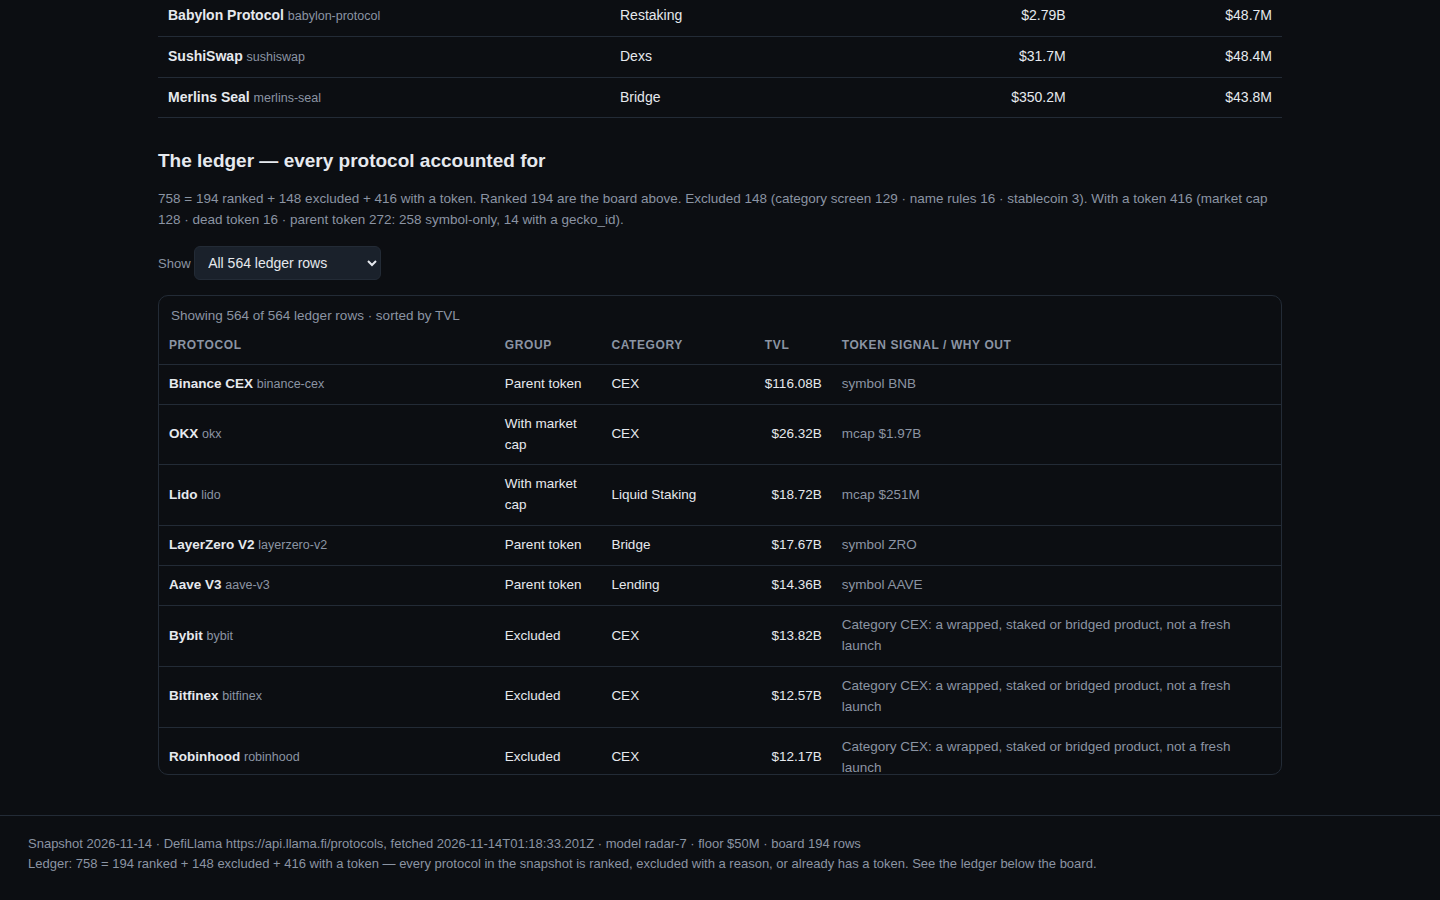 Babylon Protocol babylon-protocol Restaking $2.79B $48.7M
SushiSwap sushiswap Dexs $31.7M $48.4M
Merlins Seal merlins-seal Bridge $350.2M $43.8M
The ledger — every protocol accounted for
758 = 194 ranked + 148 excluded + 416 with a token. Ranked 194 are the board above. Excluded 148 (category screen 129 · name rules 16 · stablecoin 3). With a token 416 (market cap
128 · dead token 16 · parent token 272: 258 symbol-only, 14 with a gecko_id).
Show All 564 ledger rows
Showing 564 of 564 ledger rows · sorted by TVL
PROTOCOL GROUP CATEGORY TVL TOKEN SIGNAL / WHY OUT
Binance CEX binance-cex Parent token CEX $116.08B symbol BNB
OKX okx With market cap CEX $26.32B mcap $1.97B
Lido lido With market cap Liquid Staking $18.72B mcap $251M
LayerZero V2 layerzero-v2 Parent token Bridge $17.67B symbol ZRO
Aave V3 aave-v3 Parent token Lending $14.36B symbol AAVE
Bybit bybit Excluded CEX $13.82B Category CEX: a wrapped, staked or bridged product, not a fresh launch
Bitfinex bitfinex Excluded CEX $12.57B Category CEX: a wrapped, staked or bridged product, not a fresh launch
Robinhood robinhood Excluded CEX $12.17B Category CEX: a wrapped, staked or bridged product, not a fresh launch
Snapshot 2026-11-14 · DefiLlama https://api.llama.fi/protocols, fetched 2026-11-14T01:18:33.201Z · model radar-7 · floor $50M · board 194 rows
Ledger: 758 = 194 ranked + 148 excluded + 416 with a token — every protocol in the snapshot is ranked, excluded with a reason, or already has a token. See the ledger below the board.